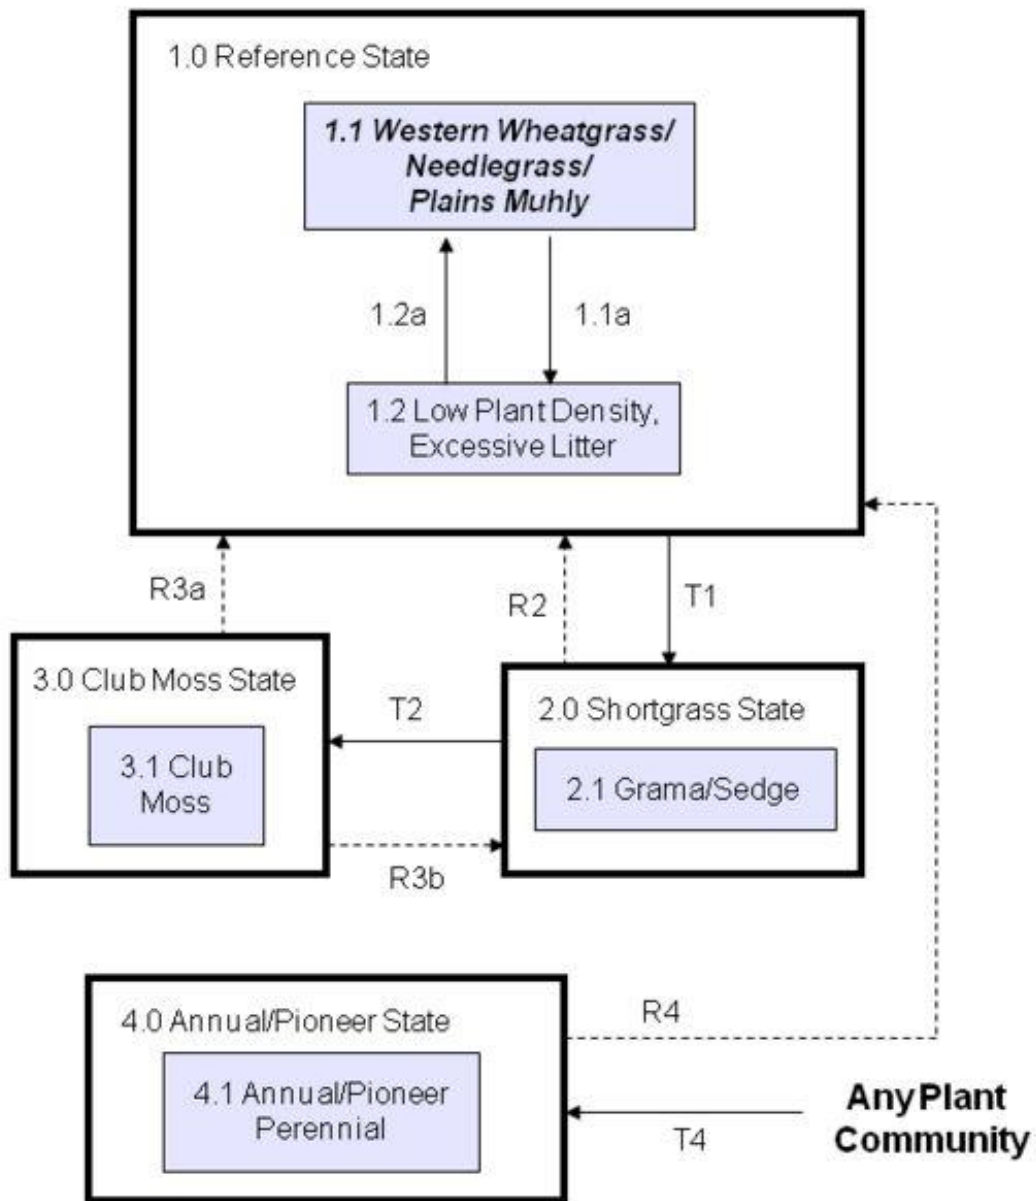 1.0 Reference State
1.1 Western Wheatgrass/
Needlegrass/
Plains Muhly
1.2a
1.1a
1.2 Low Plant Density,
Excessive Litter
R3a
R2
T1
3.0 Club Moss State
3.1 Club
Moss
T2
2.0 Shortgrass State
2.1 Grama/Sedge
R3b
4.0 Annual/Pioneer State
4.1 Annual/Pioneer
Perennial
R4
Any Plant
Community
T4